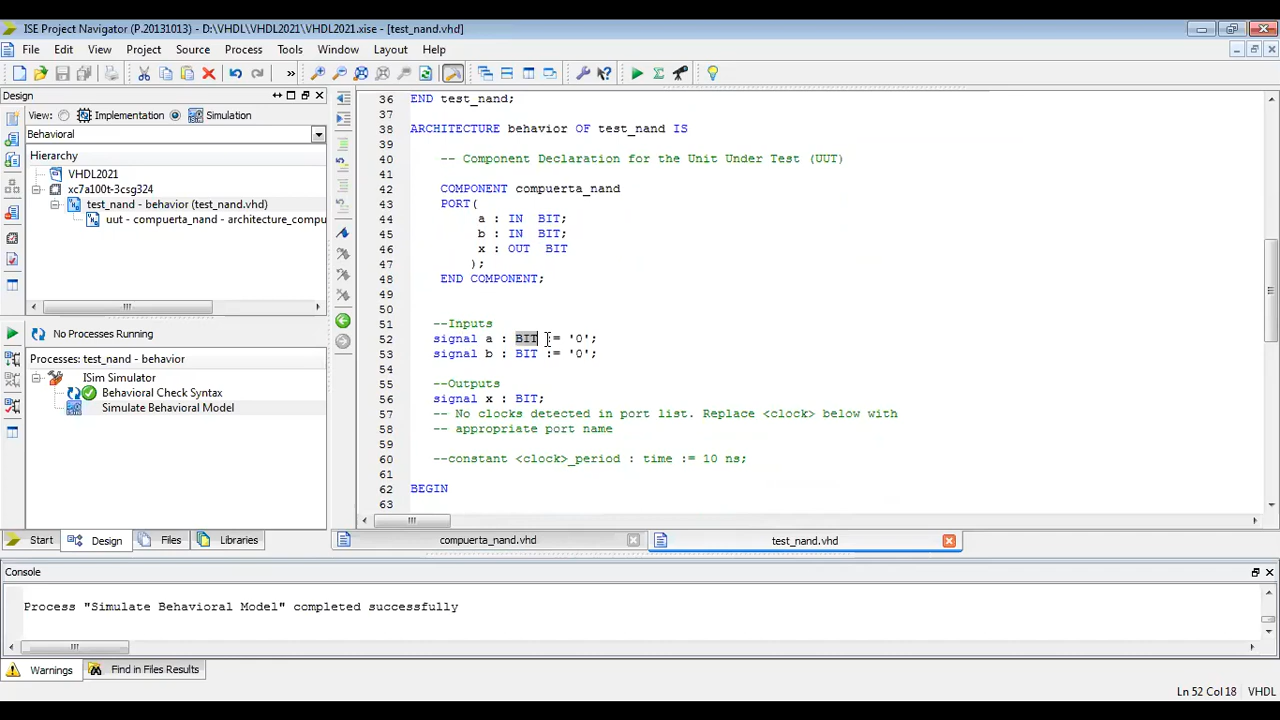 ISE Project Navigator (P.20131013) - D:\VHDL\VHDL2021\VHDL2021.xise - [test_nand.vhd]
File Edit View Project Source Process Tools Window Layout Help
»
Design
View: Implementation Simulation
Behavioral
Hierarchy
VHDL2021
xc7a100t-3csg324
test_nand - behavior (test_nand.vhd)
uut - compuerta_nand - architecture_compu
No Processes Running
Processes: test_nand - behavior
ISim Simulator
Behavioral Check Syntax
Simulate Behavioral Model
Start Design Files Libraries
36 END test_nand;
37
38 ARCHITECTURE behavior OF test_nand IS
39
40 -- Component Declaration for the Unit Under Test (UUT)
41
42 COMPONENT compuerta_nand
43 PORT(
44 a : IN BIT;
45 b : IN BIT;
46 x : OUT BIT
47 );
48 END COMPONENT;
49
50
51 --Inputs
52 signal a : BIT := '0';
53 signal b : BIT := '0';
54
55 --Outputs
56 signal x : BIT;
57 -- No clocks detected in port list. Replace <clock> below with
58 -- appropriate port name
59
60 --constant <clock>_period : time := 10 ns;
61
62 BEGIN
63
compuerta_nand.vhd test_nand.vhd
Console
Process "Simulate Behavioral Model" completed successfully
Warnings Find in Files Results
Ln 52 Col 18 VHDL